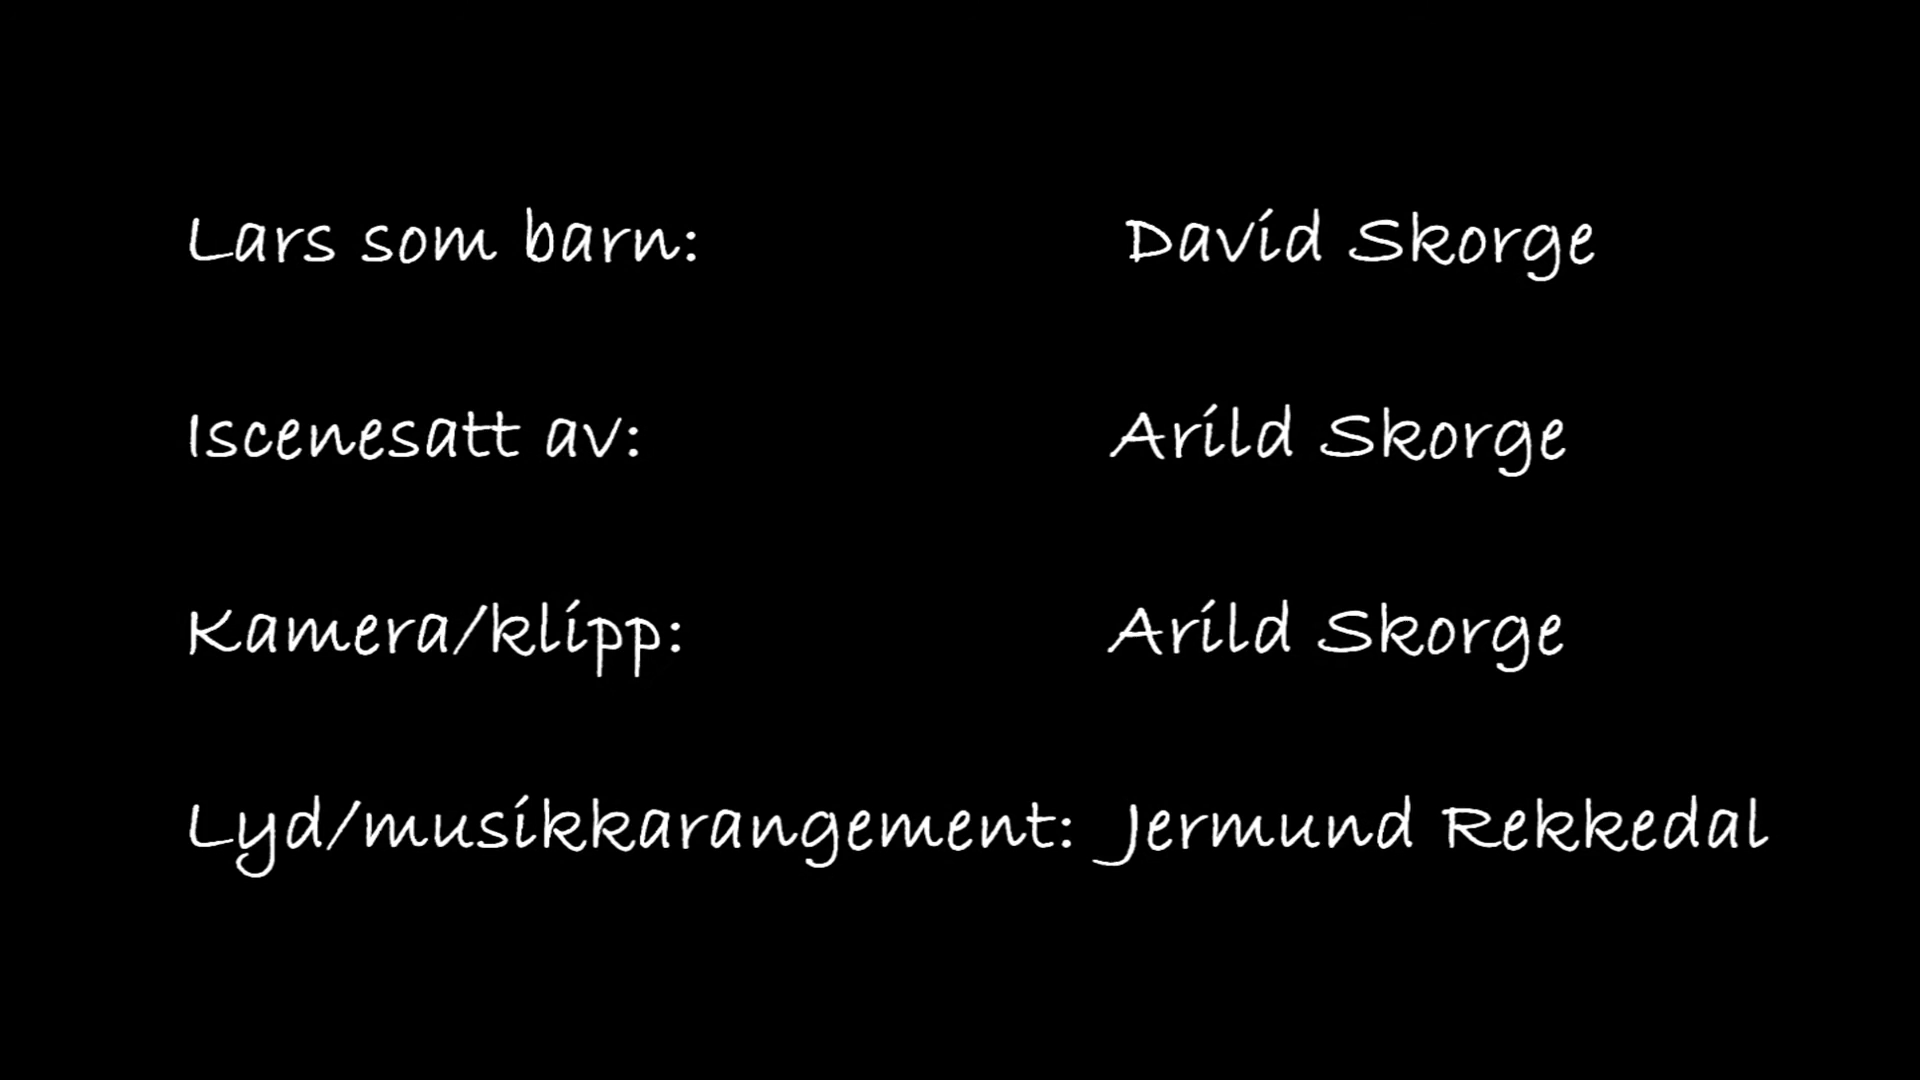 Lars som barn: David Skorge
Iscenesatt av: Arild Skorge
Kamera/klipp: Arild Skorge
Lyd/musikkarangement: Jermund Rekkedal